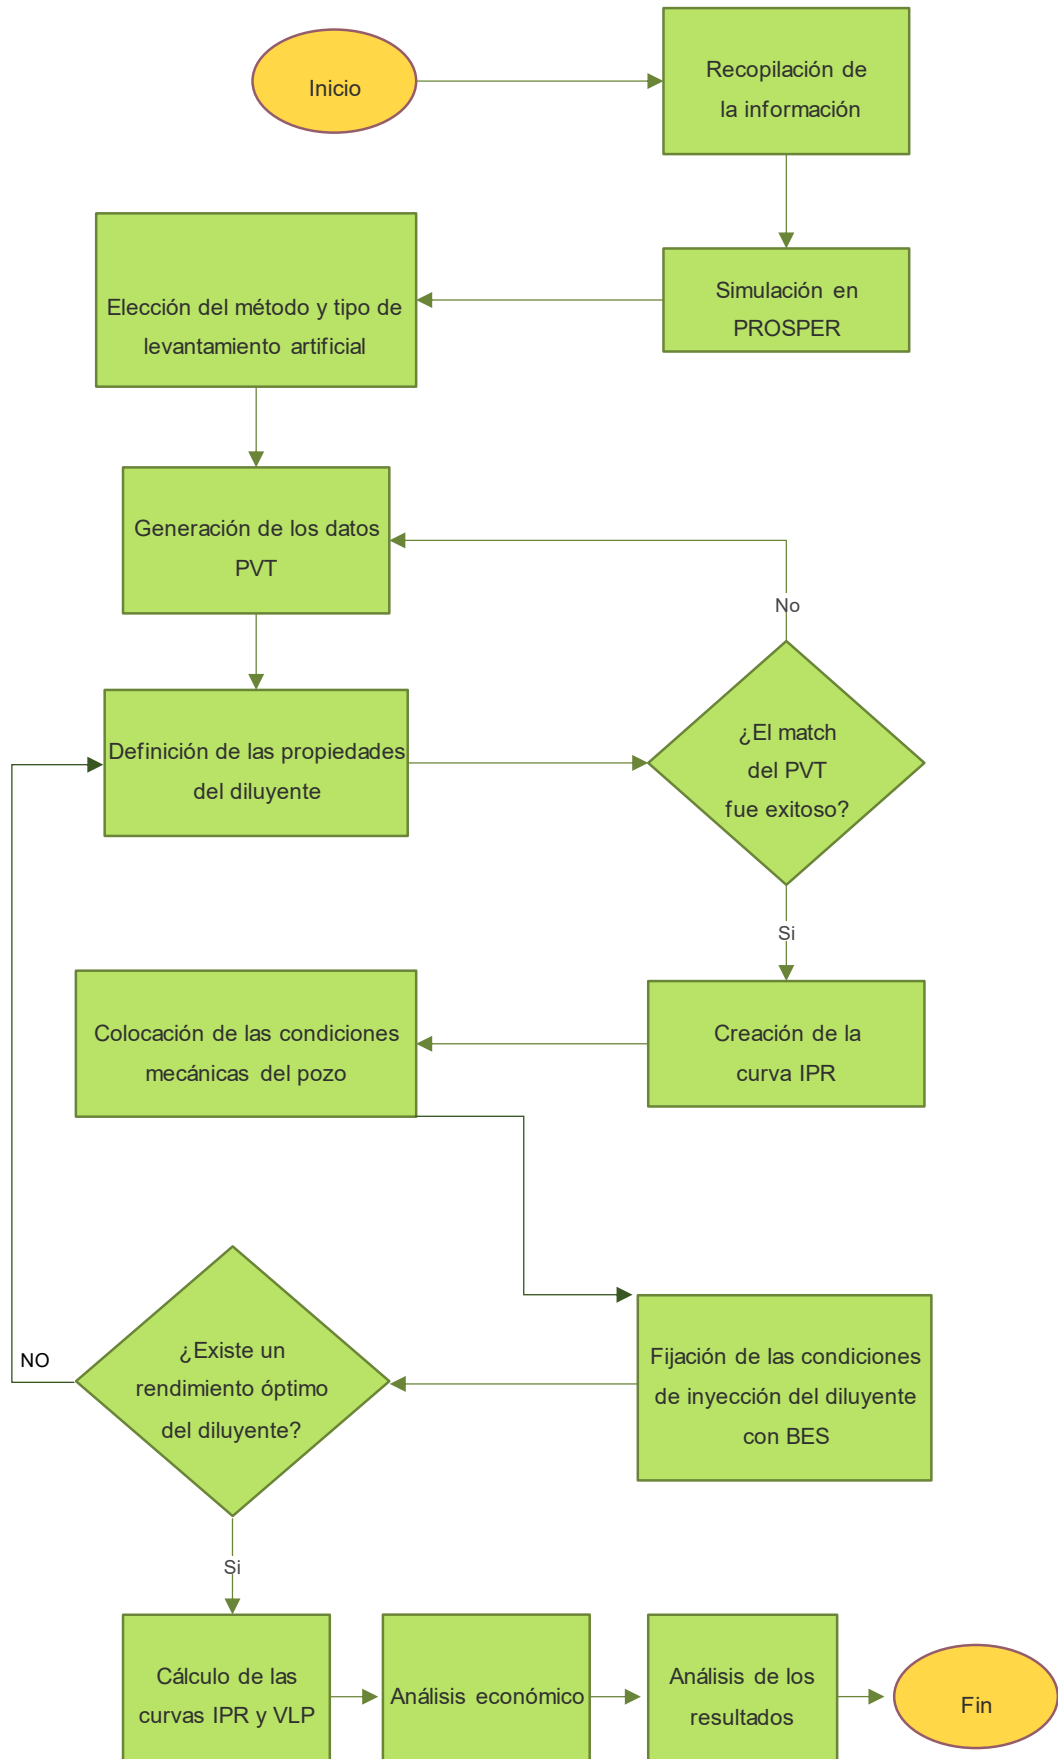 Inicio
Recopilación de
la información
Simulación en
PROSPER
Elección del método y tipo de
levantamiento artificial
Generación de los datos
PVT
No
Definición de las propiedades
del diluyente
¿El match
del PVT
fue exitoso?
Si
Creación de la
curva IPR
Colocación de las condiciones
mecánicas del pozo
Fijación de las condiciones
de inyección del diluyente
con BES
¿Existe un
rendimiento óptimo
del diluyente?
NO
Si
Cálculo de las
curvas IPR y VLP
Análisis económico
Análisis de los
resultados
Fin